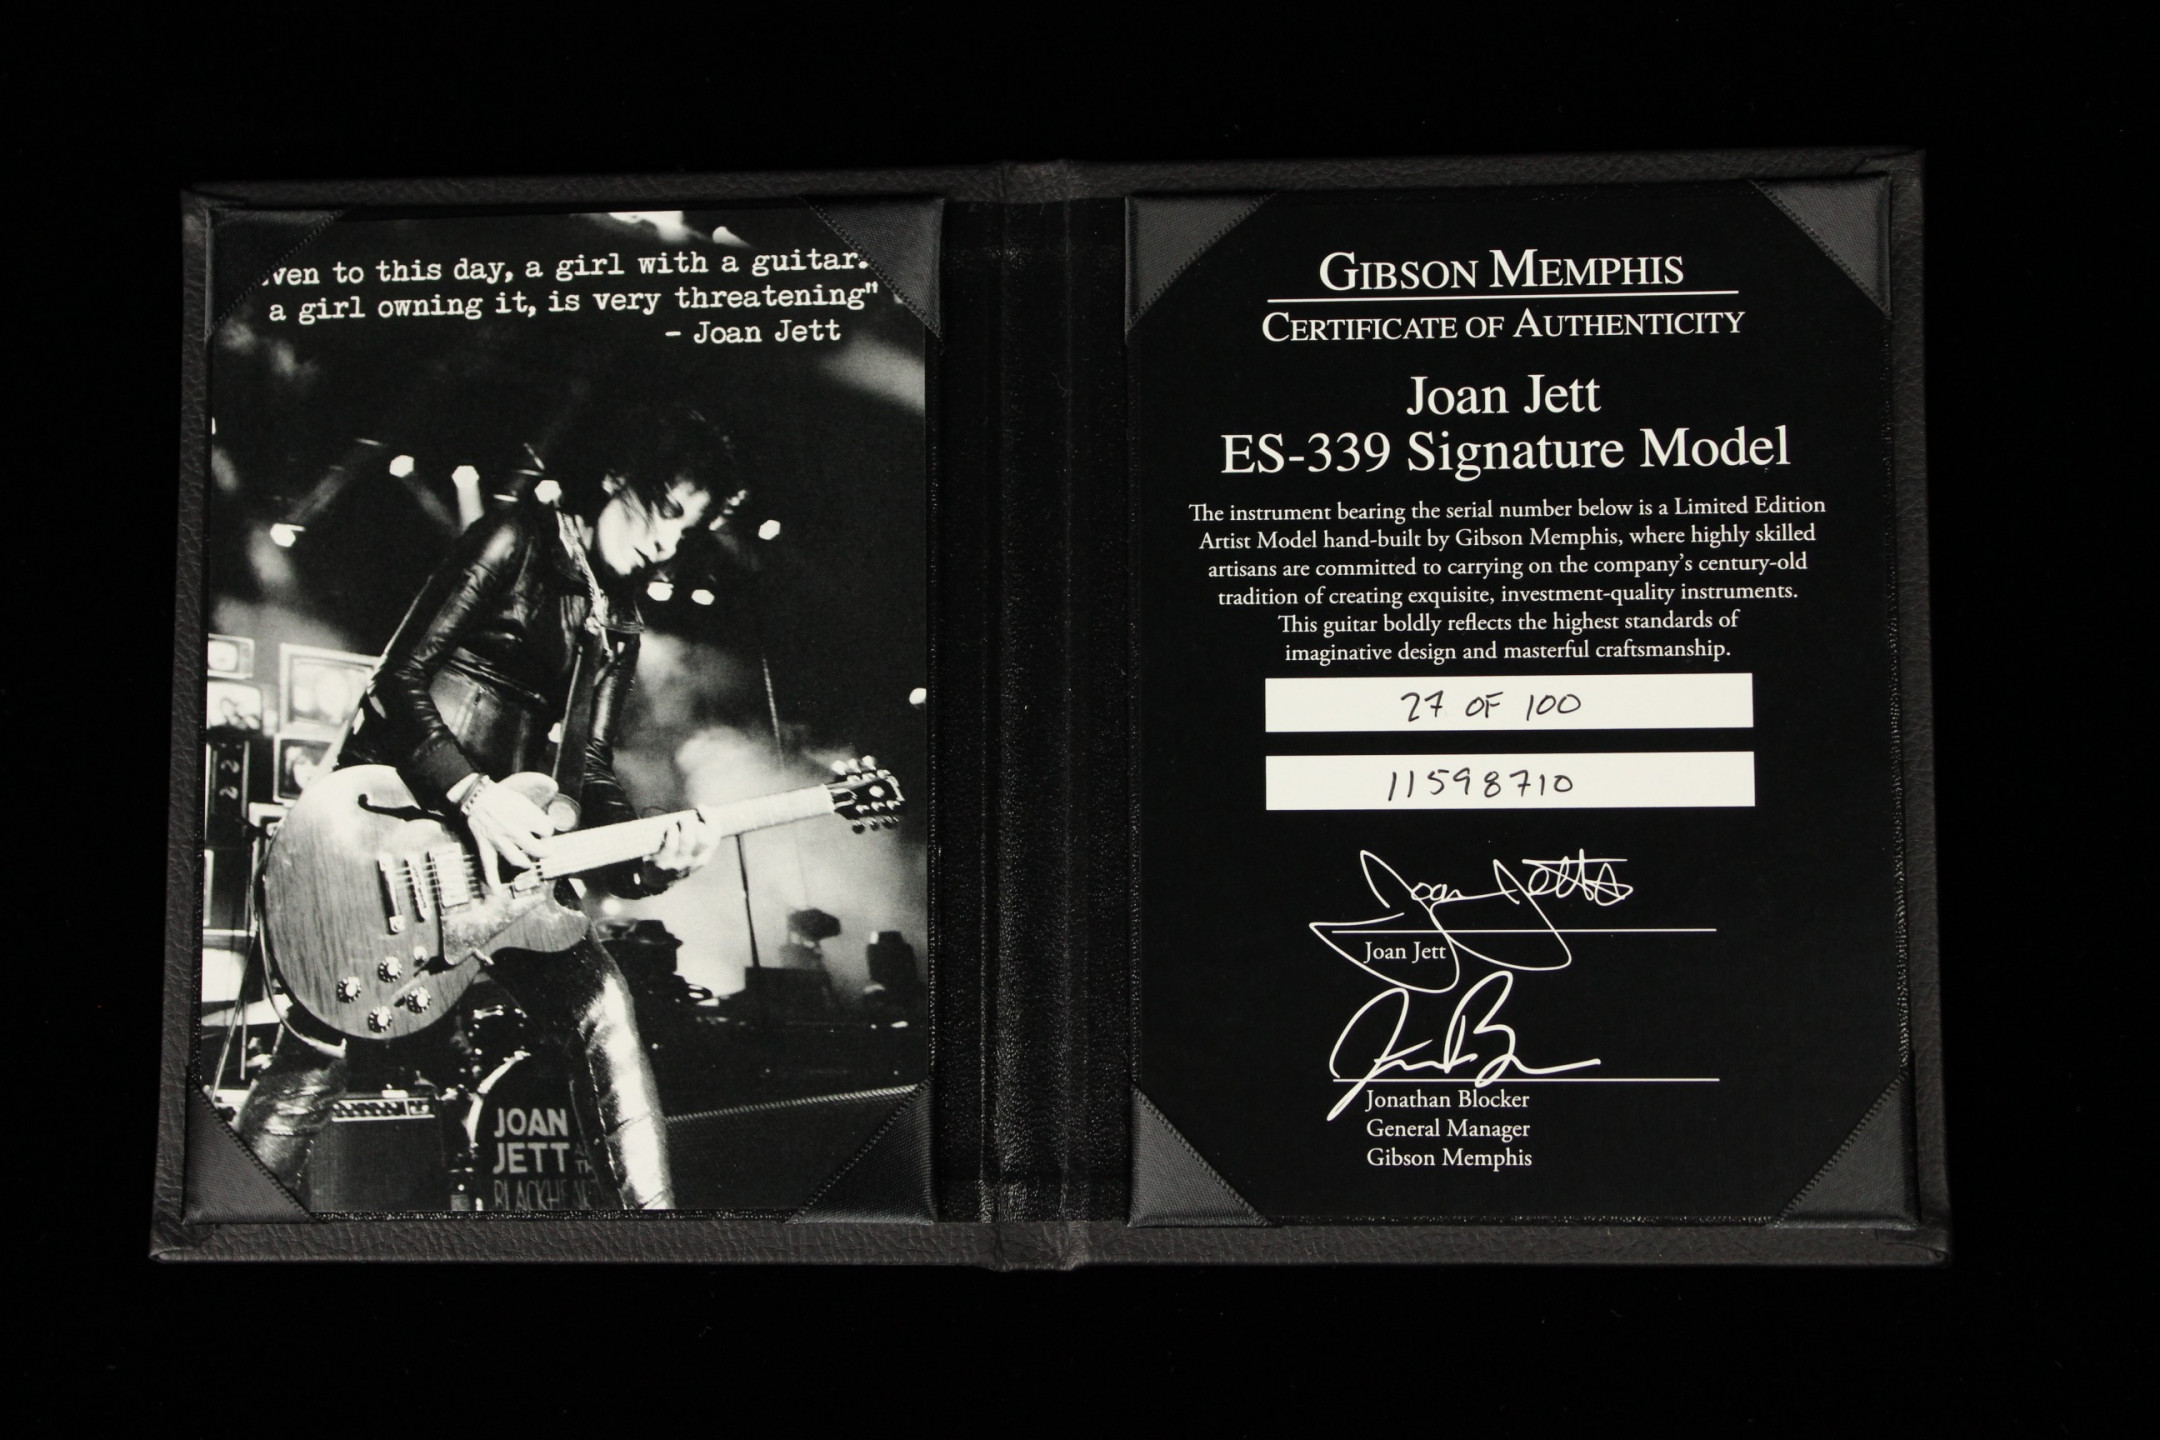 ven to this day, a girl with a guitar.
a girl owning it, is very threatening"
- Joan Jett
JOAN
JETT
GIBSON MEMPHIS
CERTIFICATE OF AUTHENTICITY
Joan Jett
ES-339 Signature Model
The instrument bearing the serial number below is a Limited Edition
Artist Model hand-built by Gibson Memphis, where highly skilled
artisans are committed to carrying on the company's century-old
tradition of creating exquisite, investment-quality instruments.
This guitar boldly reflects the highest standards of
imaginative design and masterful craftsmanship.
27 OF 100
11598710
Joan Jett
Joan Jett
Jonathan Blocker
General Manager
Gibson Memphis